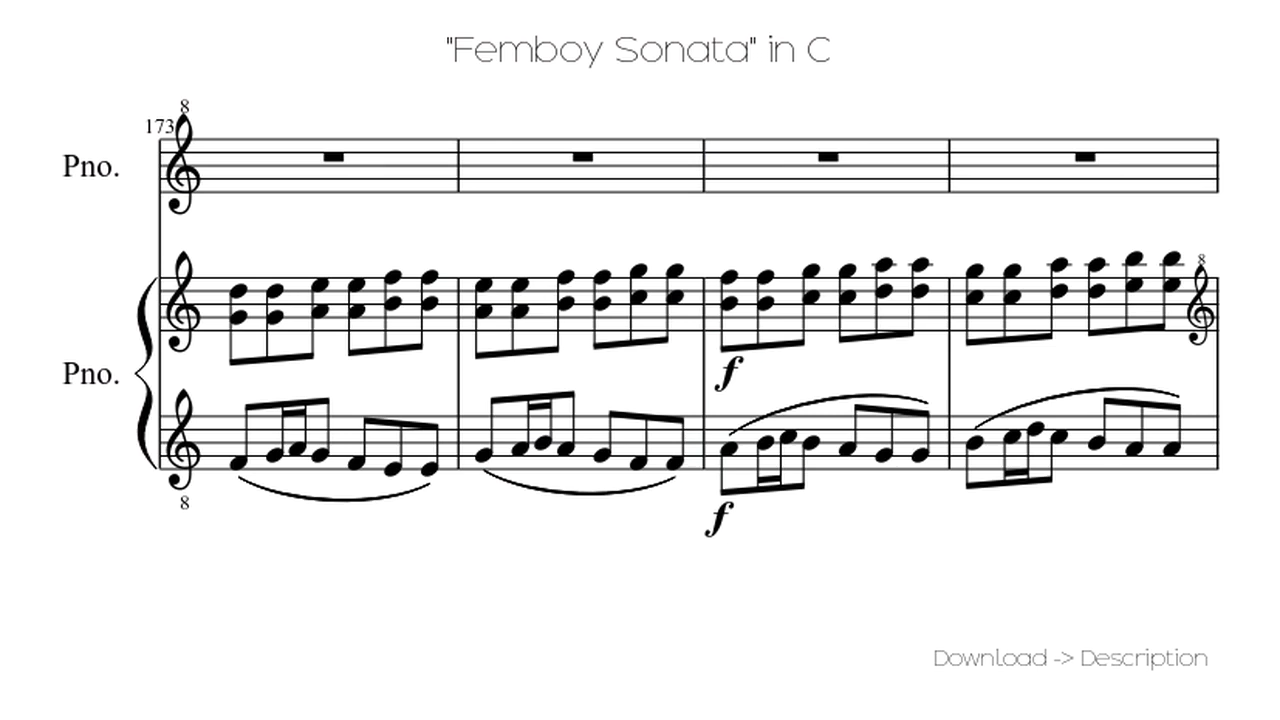 "Femboy Sonata" in C
8
173
Pno.
8
Pno.
f
8
f
Download -> Description